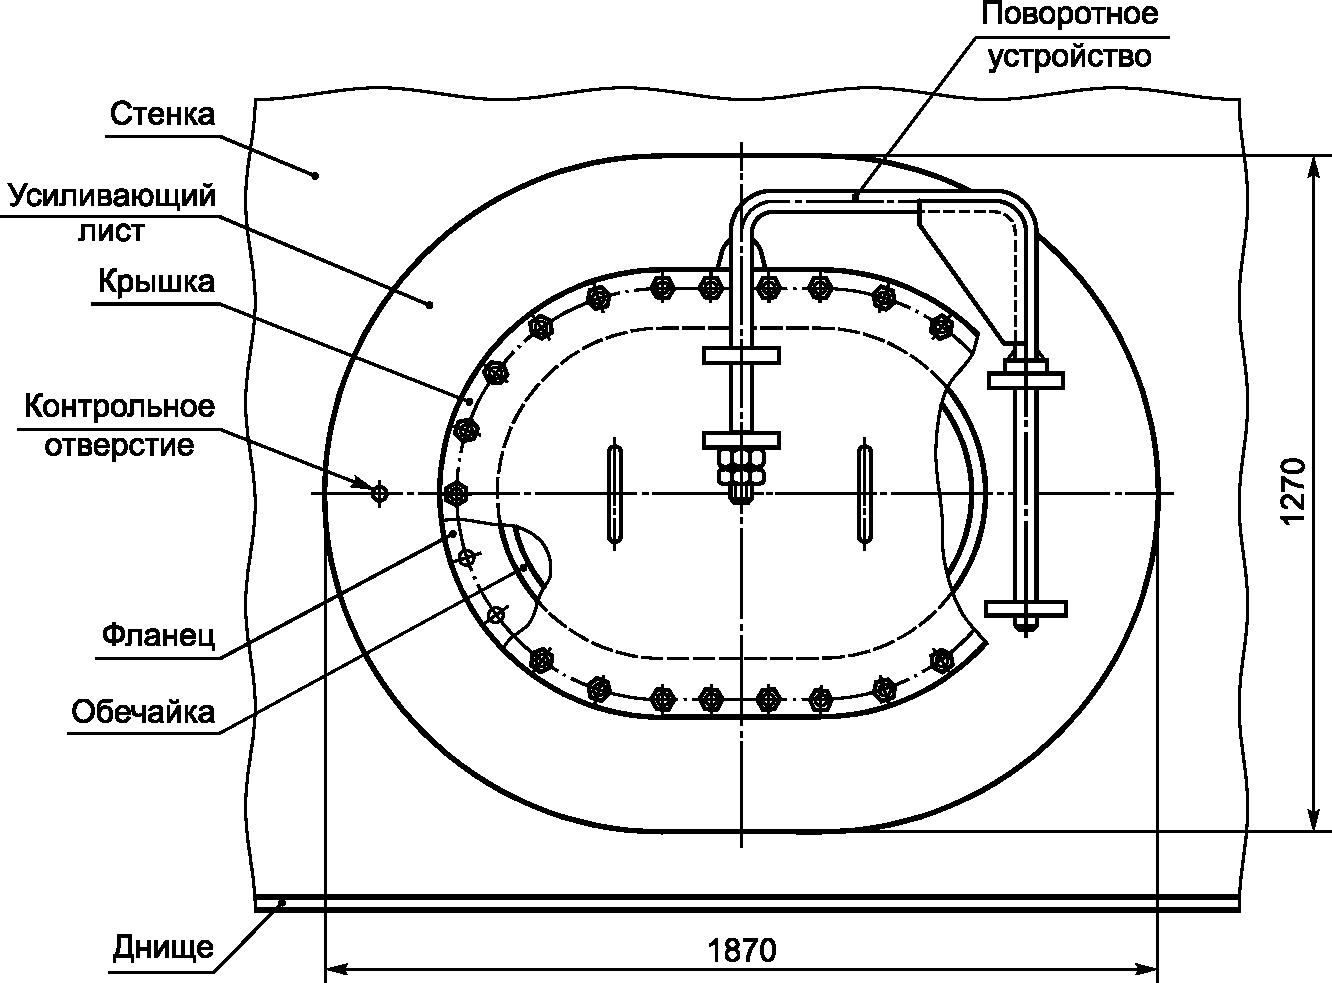 Поворотное
устройство
Стенка
Усиливающий
лист
Крышка
Контрольное
отверстие
1270
Фланец
Обечайка
Днище
1870